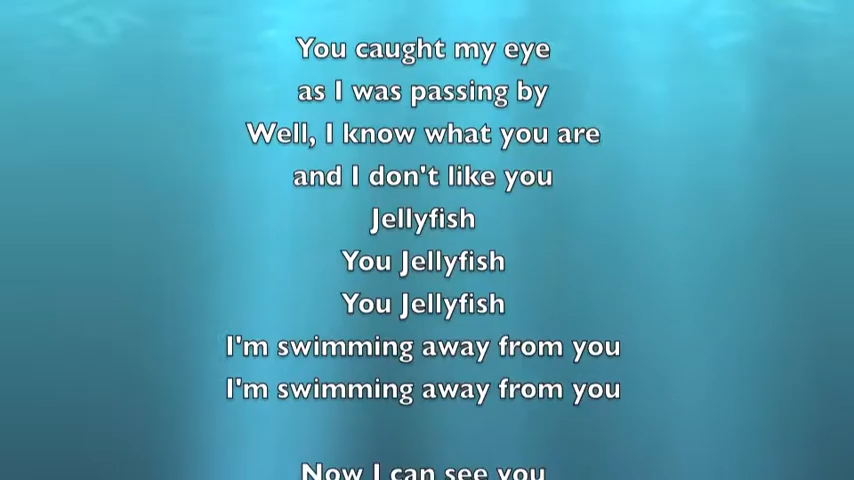 You caught my eye
as I was passing by
Well, I know what you are
and I don't like you
Jellyfish
You Jellyfish
You Jellyfish
I'm swimming away from you
I'm swimming away from you
Now I can see you